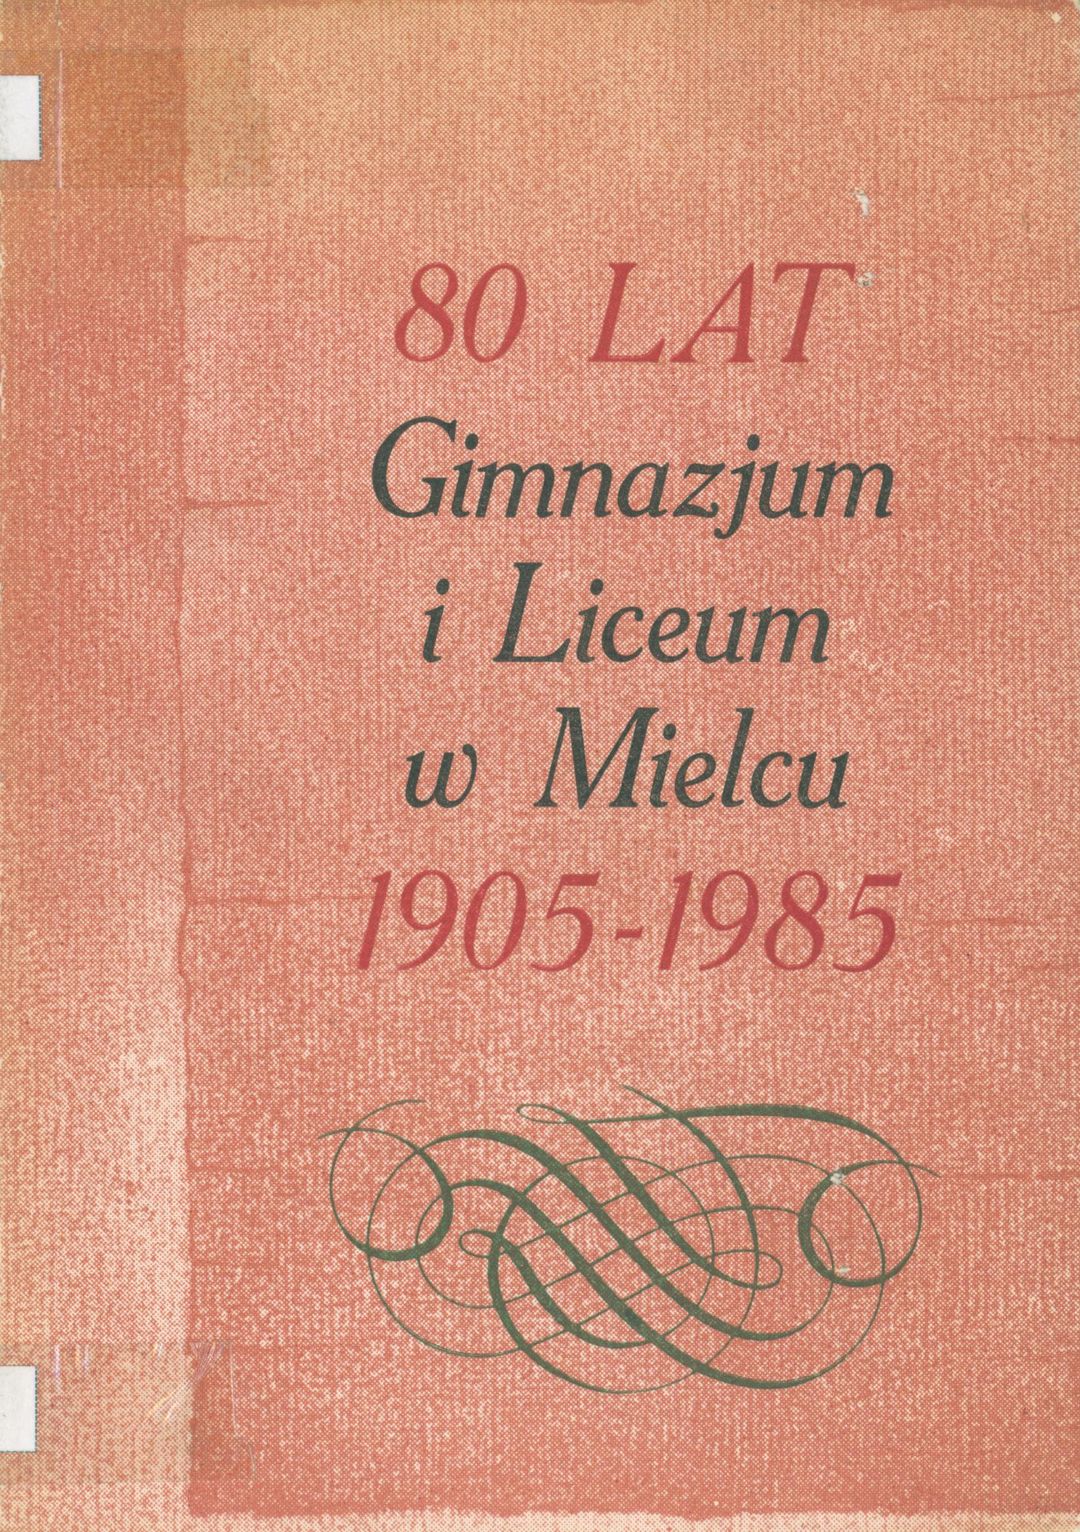 80 LAT
Gimnazjum
i Liceum
w Mielcu
1905-1985